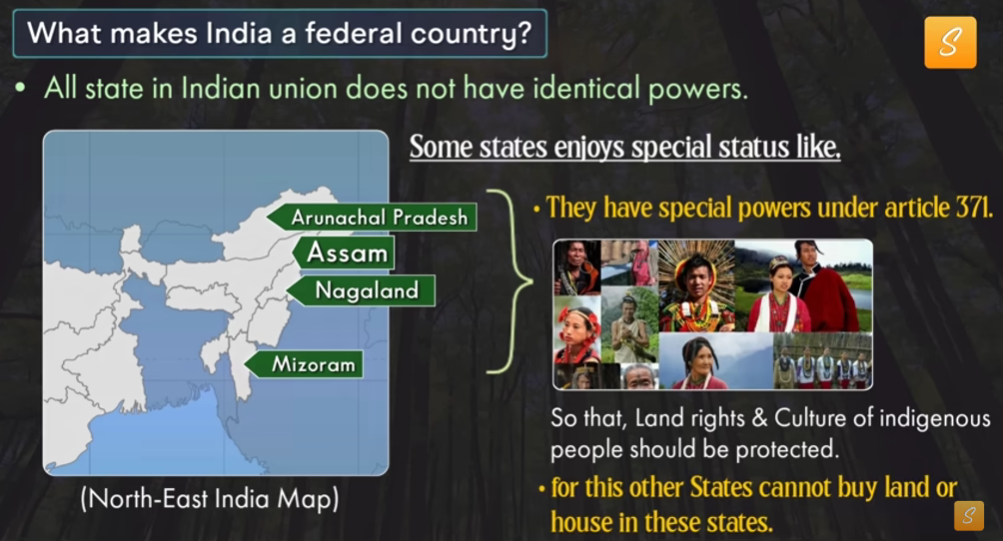 What makes India a federal country?
S
• All state in Indian union does not have identical powers.
Some states enjoys special status like.
Arunachal Pradesh
Assam
Nagaland
Mizoram
(North-East India Map)
• They have special powers under article 371.
So that, Land rights & Culture of indigenous
people should be protected.
• for this other States cannot buy land or
house in these states.
S